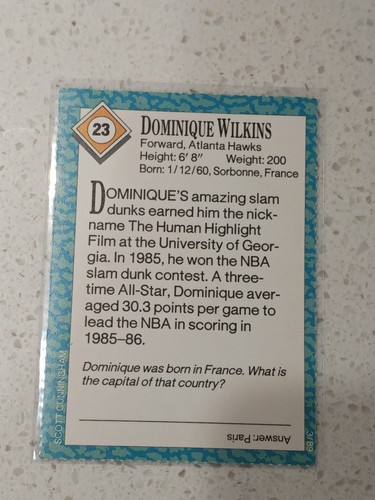 23
DOMINIQUE WILKINS
Forward, Atlanta Hawks
Height: 6' 8" Weight: 200
Born: 1/12/60, Sorbonne, France
DOMINIQUE'S amazing slam
dunks earned him the nick-
name The Human Highlight
Film at the University of Geor-
gia. In 1985, he won the NBA
slam dunk contest. A three-
time All-Star, Dominique aver-
aged 30.3 points per game to
lead the NBA in scoring in
1985–86.
Dominique was born in France. What is
the capital of that country?
Answer: Paris
SCOTT CUNNINGHAM
3/89